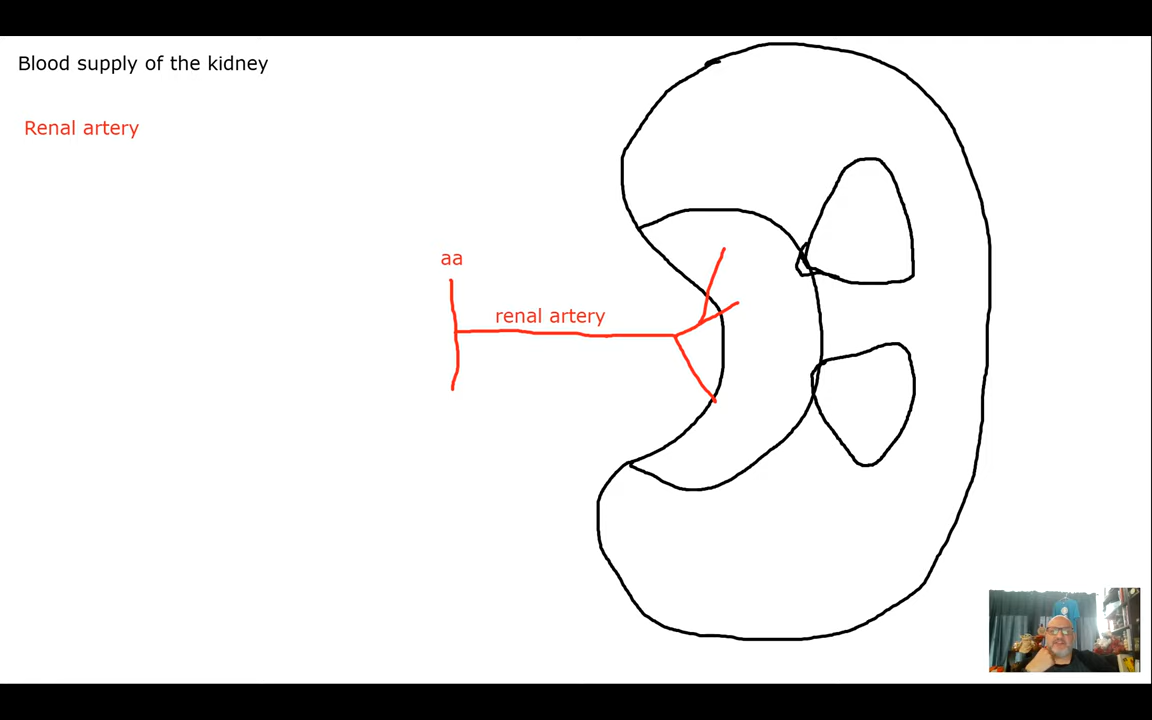 Blood supply of the kidney
Renal artery
aa
renal artery